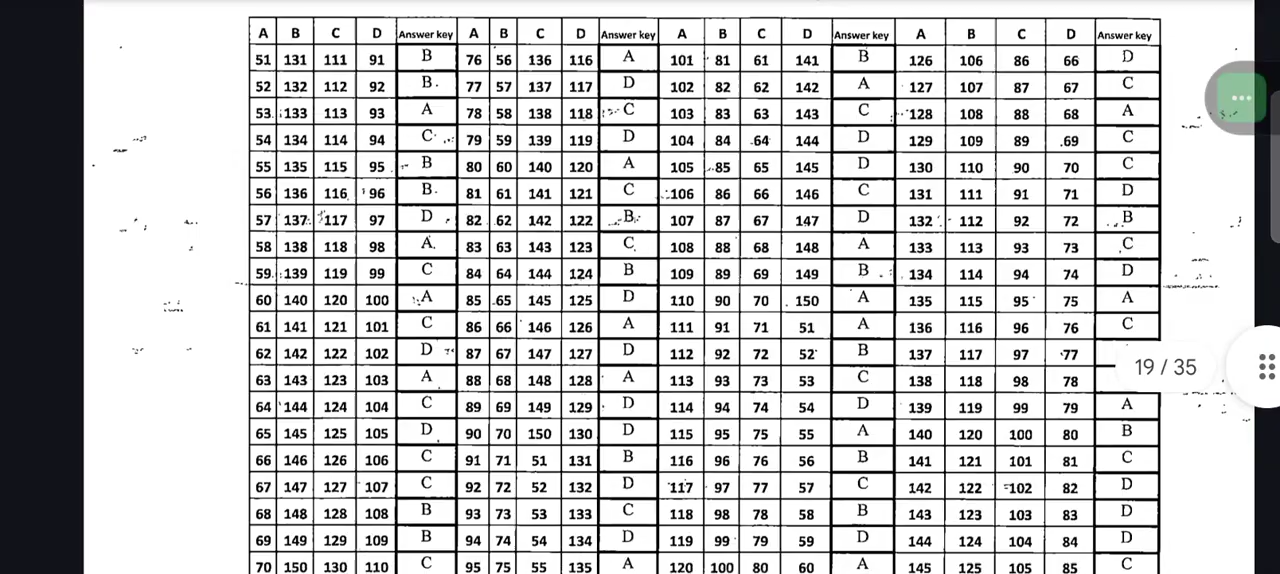 A B C D Answer key A B C D Answer key A B C D Answer key A B C D Answer key
51 131 111 91 B 76 56 136 116 A 101 81 61 141 B 126 106 86 66 D
52 132 112 92 B 77 57 137 117 D 102 82 62 142 A 127 107 87 67 C
53 133 113 93 A 78 58 138 118 C 103 83 63 143 C 128 108 88 68 A
54 134 114 94 C 79 59 139 119 D 104 84 64 144 D 129 109 89 69 C
55 135 115 95 B 80 60 140 120 A 105 85 65 145 D 130 110 90 70 C
56 136 116 96 B 81 61 141 121 C 106 86 66 146 C 131 111 91 71 D
57 137 117 97 D 82 62 142 122 B 107 87 67 147 D 132 112 92 72 B
58 138 118 98 A 83 63 143 123 C 108 88 68 148 A 133 113 93 73 C
59 139 119 99 C 84 64 144 124 B 109 89 69 149 B 134 114 94 74 D
60 140 120 100 A 85 65 145 125 D 110 90 70 150 A 135 115 95 75 A
61 141 121 101 C 86 66 146 126 A 111 91 71 51 A 136 116 96 76 C
62 142 122 102 D 87 67 147 127 D 112 92 72 52 B 137 117 97 77
19 / 35
63 143 123 103 A 88 68 148 128 A 113 93 73 53 C 138 118 98 78
64 144 124 104 C 89 69 149 129 D 114 94 74 54 D 139 119 99 79 A
65 145 125 105 D 90 70 150 130 D 115 95 75 55 A 140 120 100 80 B
66 146 126 106 C 91 71 51 131 B 116 96 76 56 B 141 121 101 81 C
67 147 127 107 C 92 72 52 132 D 117 97 77 57 C 142 122 102 82 D
68 148 128 108 B 93 73 53 133 C 118 98 78 58 B 143 123 103 83 D
69 149 129 109 B 94 74 54 134 D 119 99 79 59 D 144 124 104 84 D
70 150 130 110 C 95 75 55 135 A 120 100 80 60 A 145 125 105 85 C